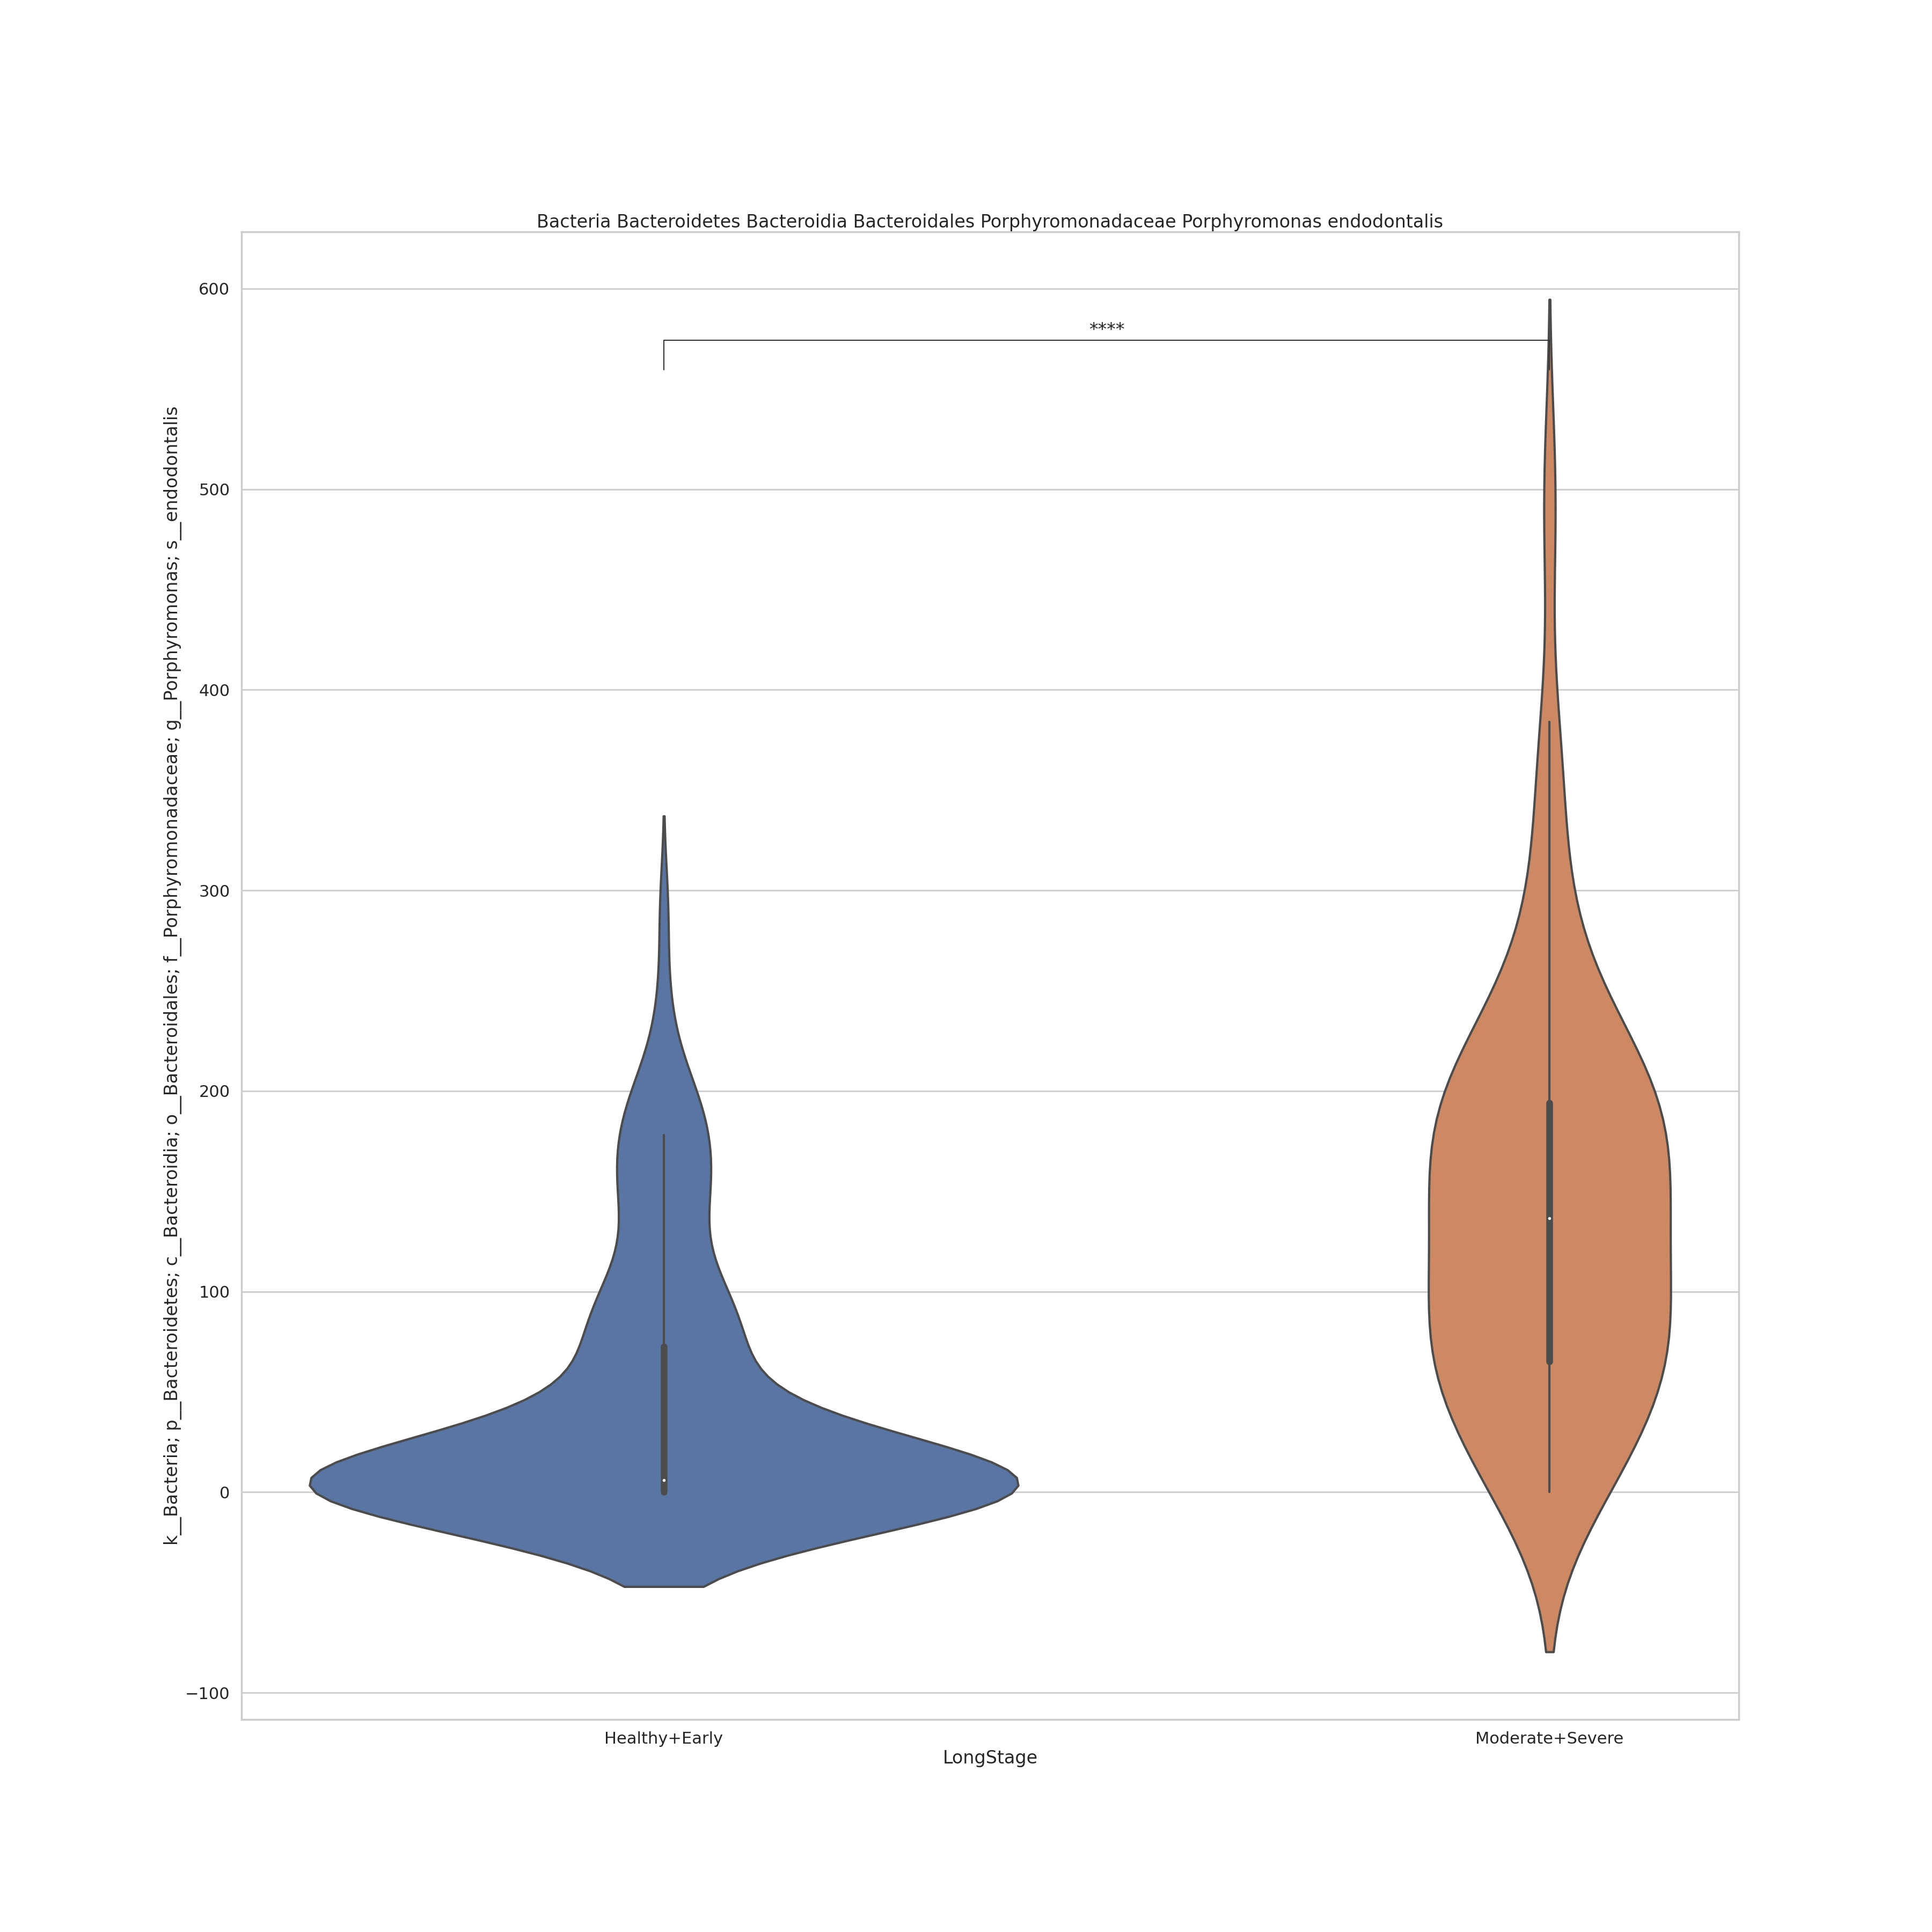 Bacteria Bacteroidetes Bacteroidia Bacteroidales Porphyromonadaceae Porphyromonas endodontalis
k__Bacteria; p__Bacteroidetes; c__Bacteroidia; o__Bacteroidales; f__Porphyromonadaceae; g__Porphyromonas; s__endodontalis
600
500
400
300
200
100
0
−100
****
Healthy+Early
Moderate+Severe
LongStage